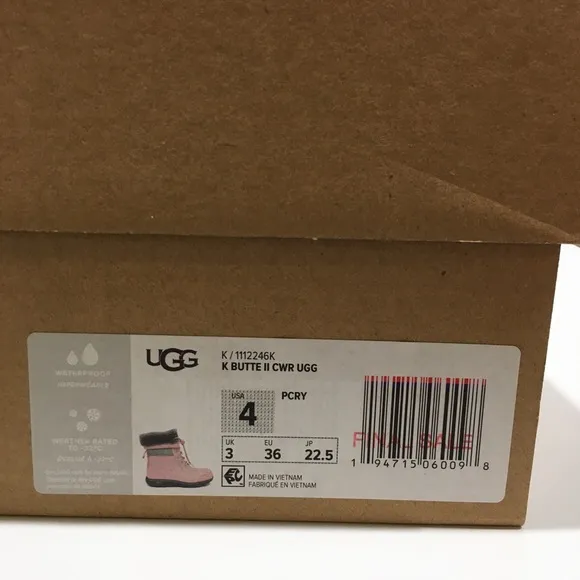 WATERPROOF
IMPERMÉABLE
UGG
K / 1112246K
K BUTTE II CWR UGG
USA
4
PCRY
UK
3
EU
36
JP
22.5
MADE IN VIETNAM
FABRIQUÉ EN VIETNAM
FINAL SALE
1 94715 06009 8